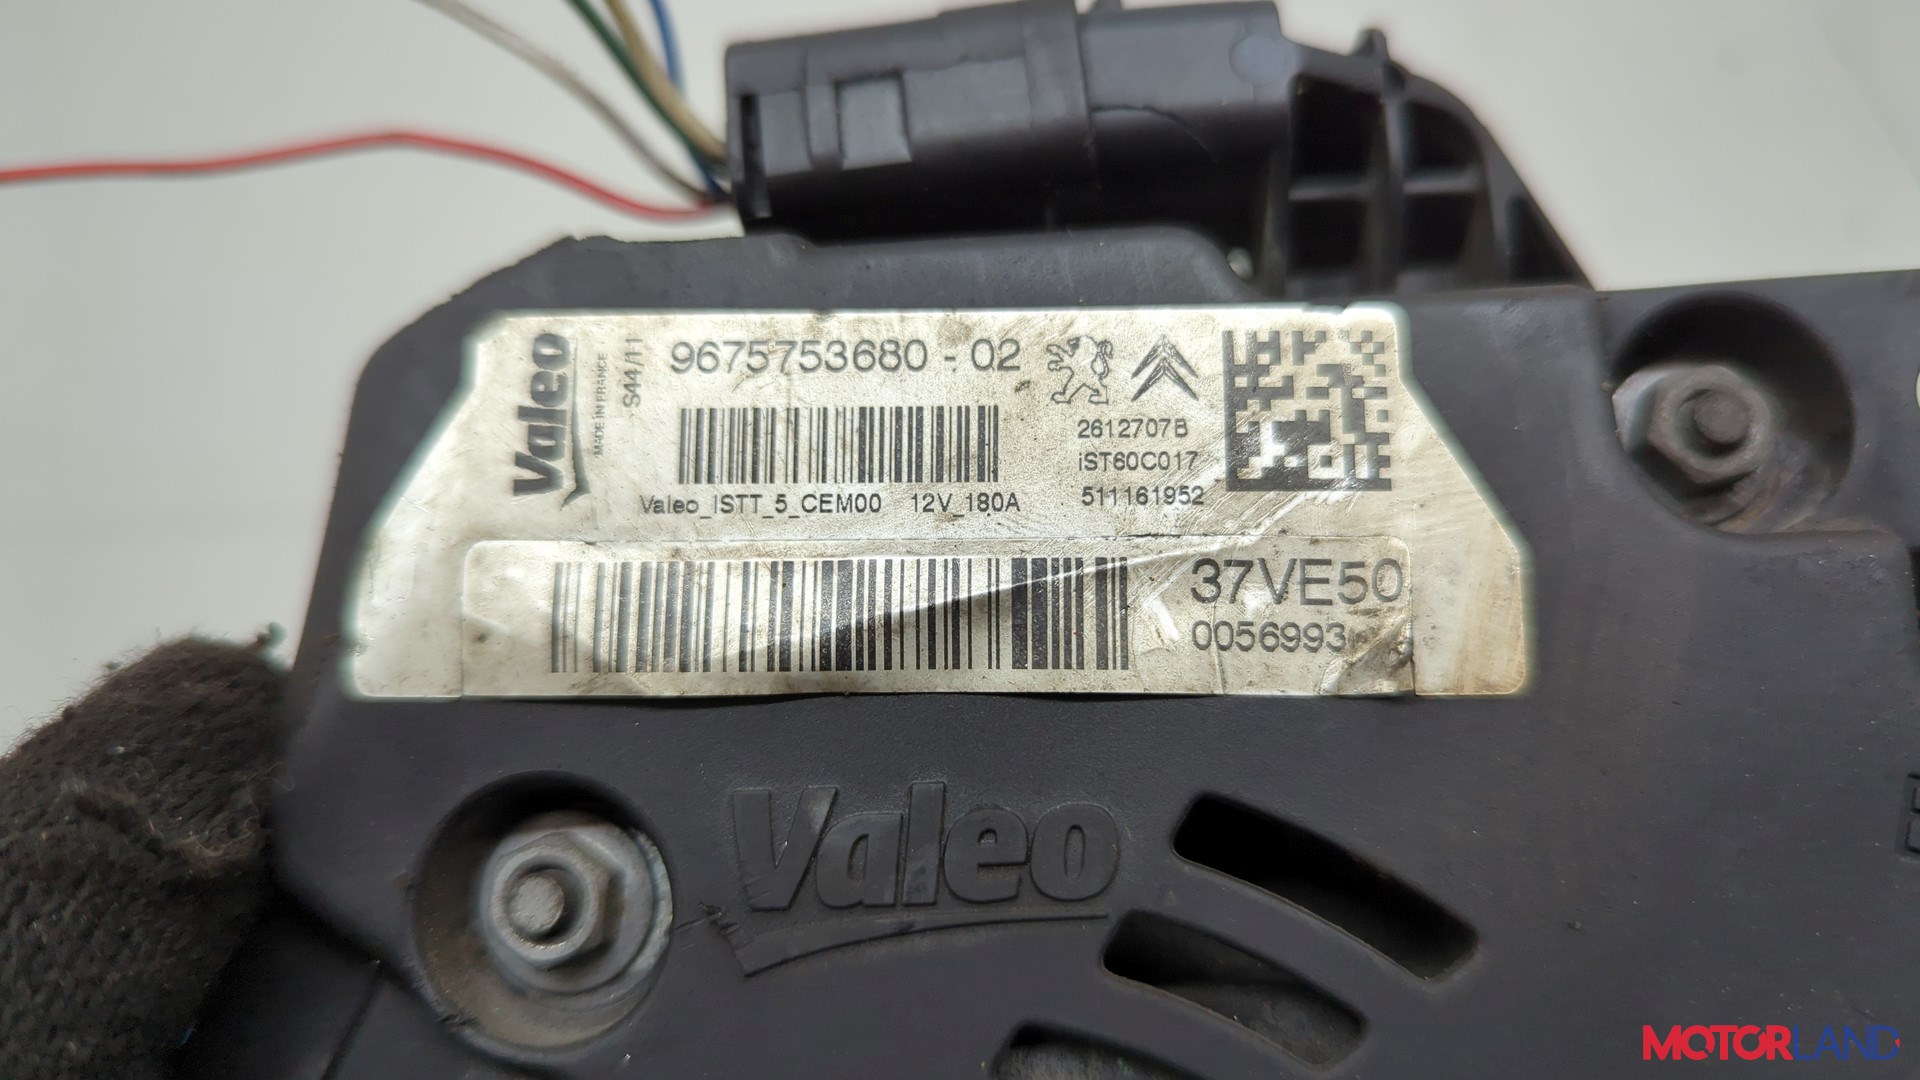 Valeo
MADE IN FRANCE
S44/11
9675753680-02
2612707B
iST60C017
Valeo_ISTT_5_CEM00 12V_180A
511161952
37VE50
0056993
Valeo
MOTORLAND